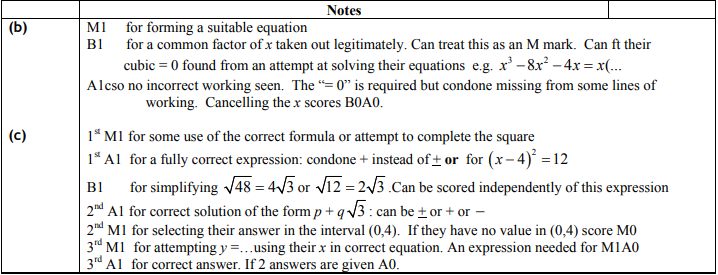 Notes
(b) M1 for forming a suitable equation
B1 for a common factor of x taken out legitimately. Can treat this as an M mark. Can ft their
cubic = 0 found from an attempt at solving their equations e.g. x³ – 8x² – 4x = x(...
A1cso no incorrect working seen. The “= 0” is required but condone missing from some lines of
working. Cancelling the x scores B0A0.
(c) 1st M1 for some use of the correct formula or attempt to complete the square
1st A1 for a fully correct expression: condone + instead of ± or for (x – 4)² = 12
B1 for simplifying √48 = 4√3 or √12 = 2√3 .Can be scored independently of this expression
2nd A1 for correct solution of the form p + q√3 : can be ± or + or –
2nd M1 for selecting their answer in the interval (0,4). If they have no value in (0,4) score M0
3rd M1 for attempting y =…using their x in correct equation. An expression needed for M1A0
3rd A1 for correct answer. If 2 answers are given A0.